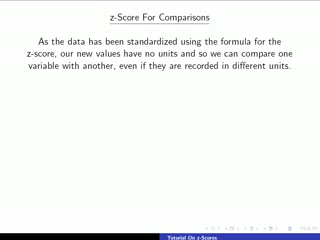 z-Score For Comparisons
As the data has been standardized using the formula for the
z-score, our new values have no units and so we can compare one
variable with another, even if they are recorded in different units.
Tutorial On z-Scores